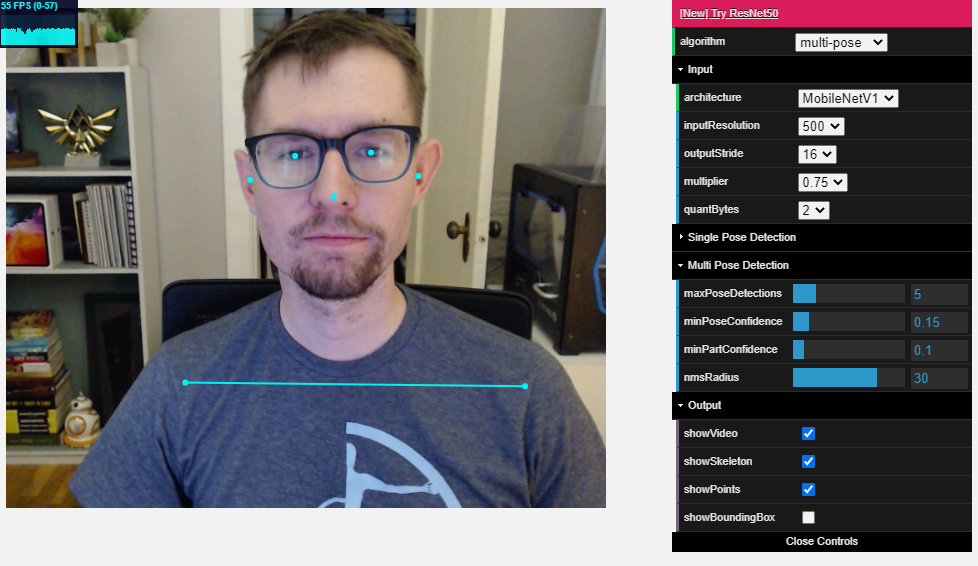 55 FPS (0-57)
[New] Try ResNet50
algorithm multi-pose
Input
architecture MobileNetV1
inputResolution 500
outputStride 16
multiplier 0.75
quantBytes 2
Single Pose Detection
Multi Pose Detection
maxPoseDetections 5
minPoseConfidence 0.15
minPartConfidence 0.1
nmsRadius 30
Output
showVideo
showSkeleton
showPoints
showBoundingBox
Close Controls